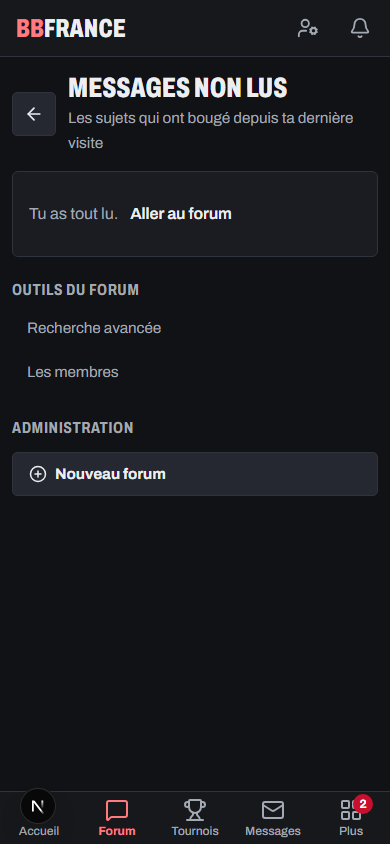 BBFRANCE
MESSAGES NON LUS
Les sujets qui ont bougé depuis ta dernière
visite
Tu as tout lu. Aller au forum
OUTILS DU FORUM
Recherche avancée
Les membres
ADMINISTRATION
Nouveau forum
N
2
Accueil
Forum
Tournois
Messages
Plus